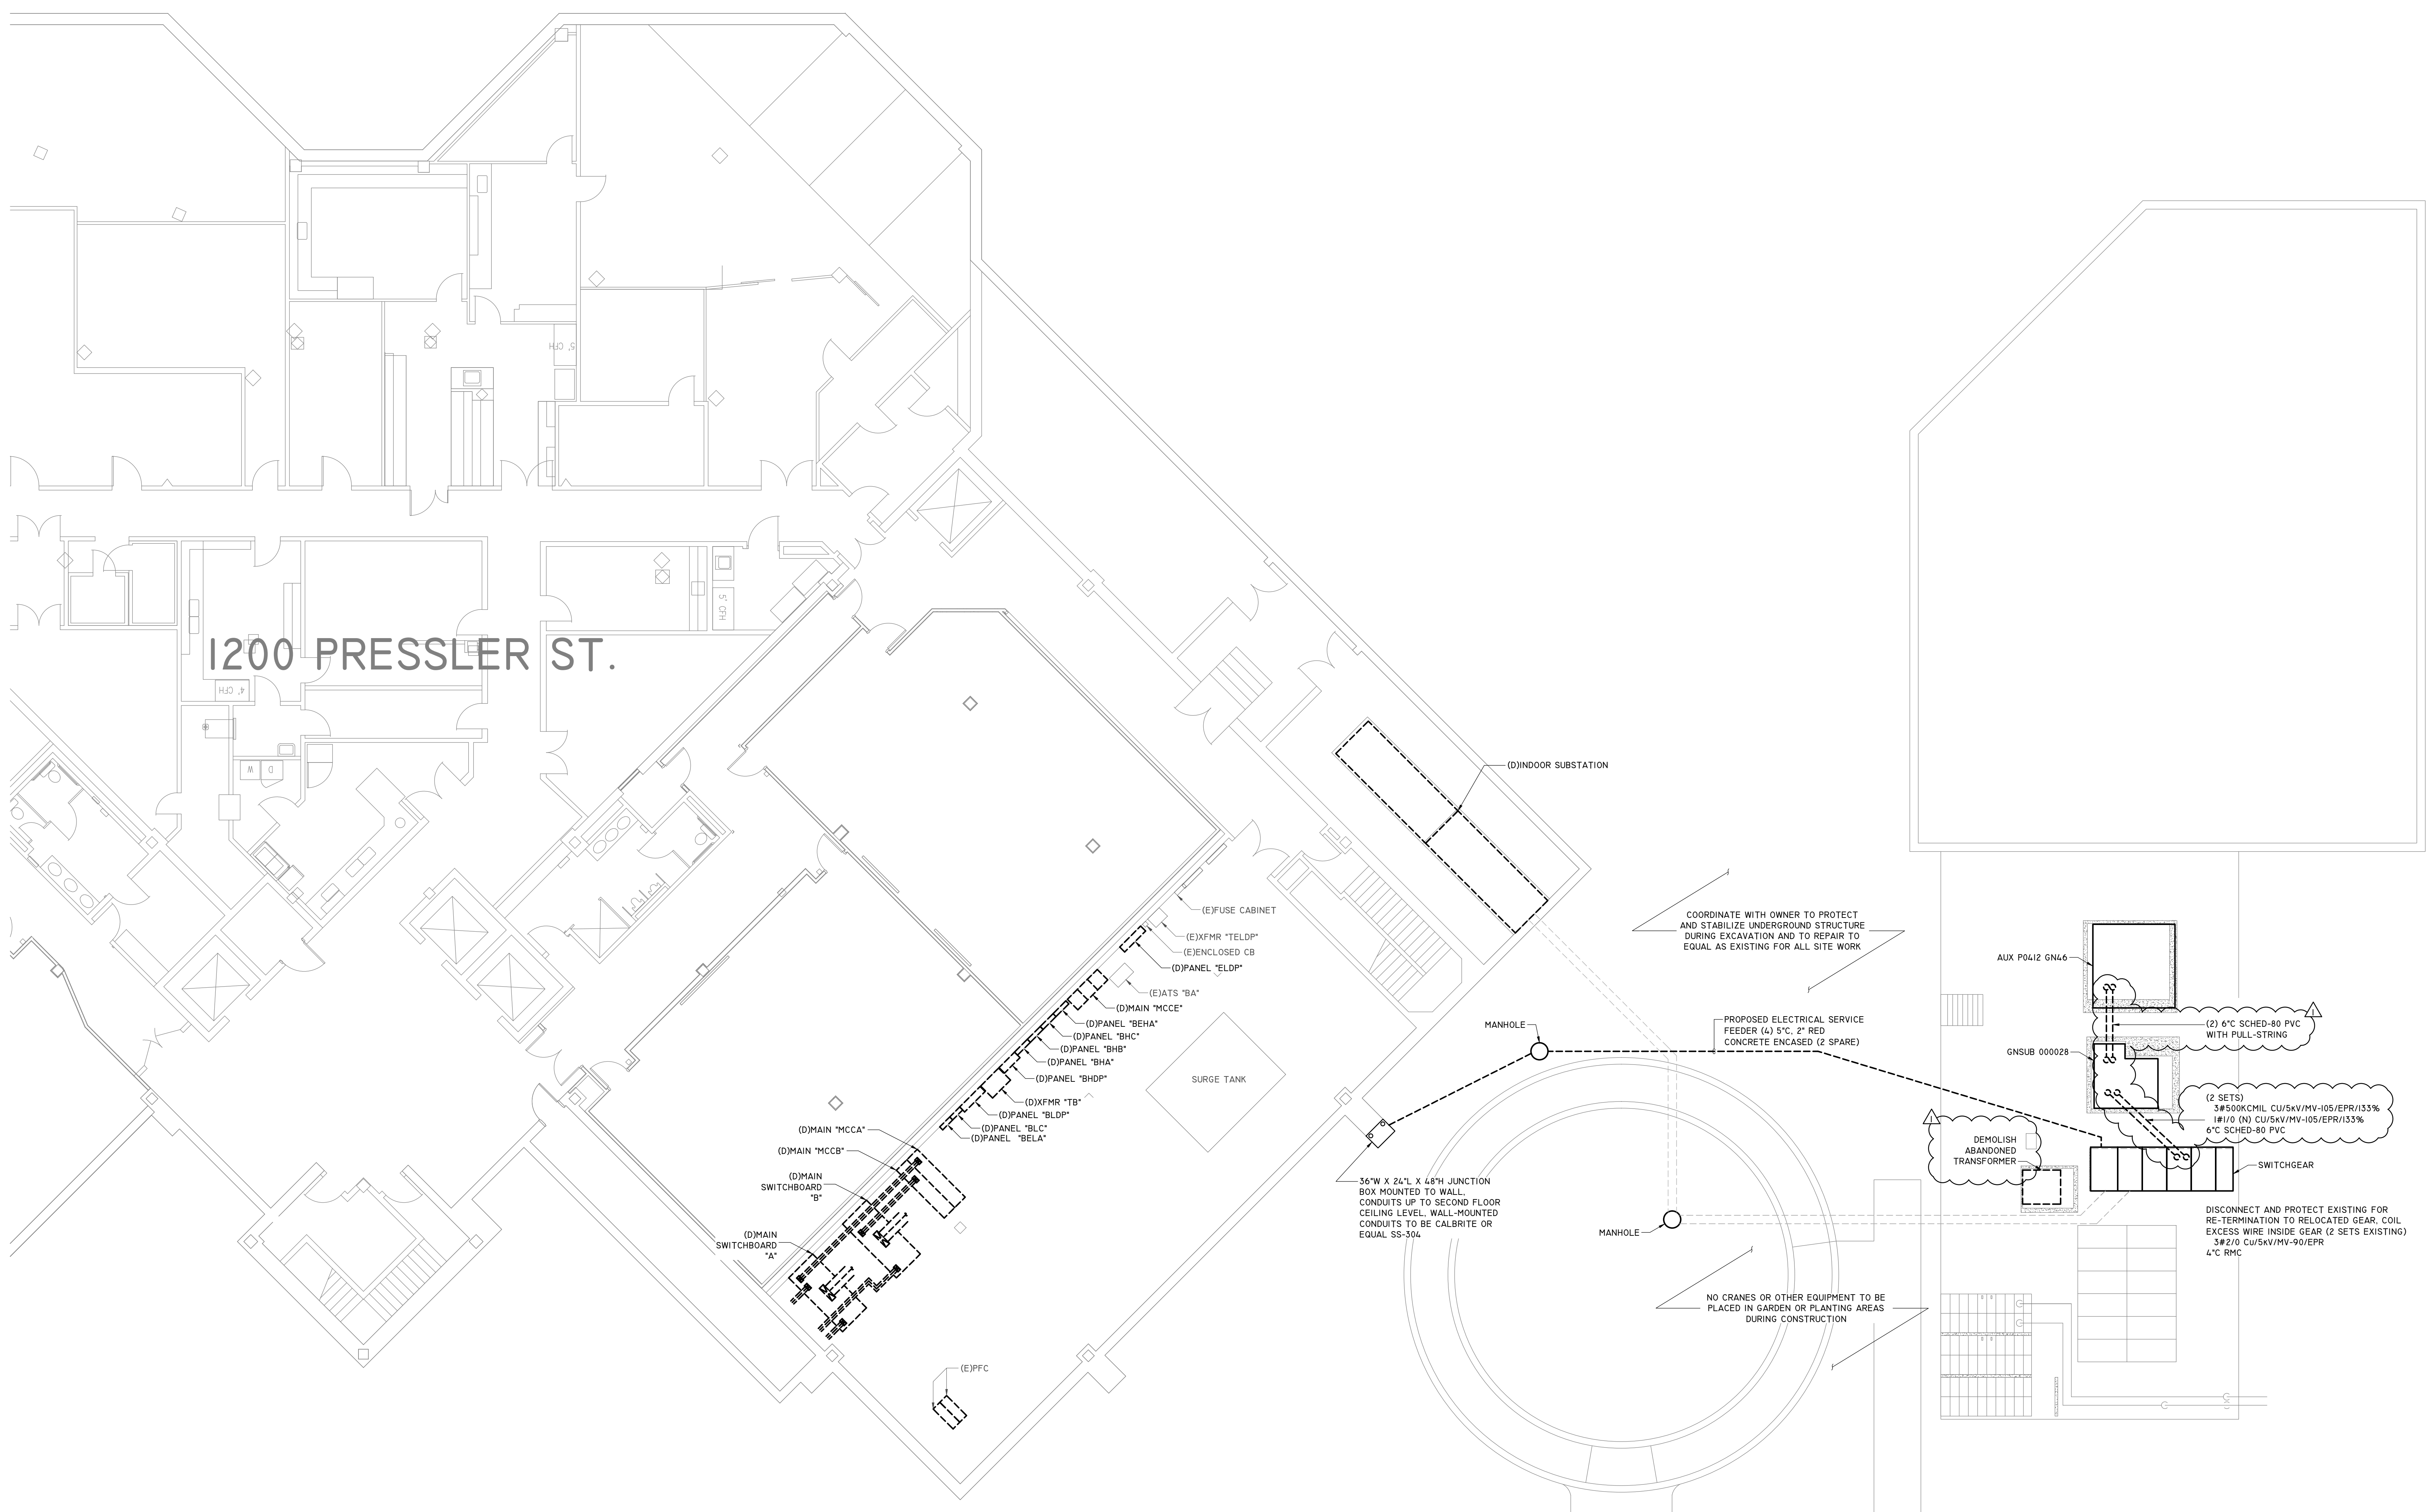 5' CFH
5' CFH
1200 PRESSLER ST.
4' CFH
W
D
(D)INDOOR SUBSTATION
(E)FUSE CABINET
(E)XFMR "TELDP"
(E)ENCLOSED CB
(D)PANEL "ELDP"
(E)ATS "BA"
(D)MAIN "MCCE"
(D)PANEL "BEHA"
(D)PANEL "BHC"
(D)PANEL "BHB"
(D)PANEL "BHA"
(D)PANEL "BHDP"
(D)XFMR "TB"
(D)PANEL "BLDP"
(D)PANEL "BLC"
(D)PANEL "BELA"
(D)MAIN "MCCA"
(D)MAIN "MCCB"
(D)MAIN
SWITCHBOARD
"B"
(D)MAIN
SWITCHBOARD
"A"
(E)PFC
SURGE TANK
COORDINATE WITH OWNER TO PROTECT
AND STABILIZE UNDERGROUND STRUCTURE
DURING EXCAVATION AND TO REPAIR TO
EQUAL AS EXISTING FOR ALL SITE WORK
MANHOLE
PROPOSED ELECTRICAL SERVICE
FEEDER (4) 5"C, 2" RED
CONCRETE ENCASED (2 SPARE)
36"W X 24"L X 48"H JUNCTION
BOX MOUNTED TO WALL,
CONDUITS UP TO SECOND FLOOR
CEILING LEVEL, WALL-MOUNTED
CONDUITS TO BE CALBRITE OR
EQUAL SS-304
MANHOLE
NO CRANES OR OTHER EQUIPMENT TO BE
PLACED IN GARDEN OR PLANTING AREAS
DURING CONSTRUCTION
AUX P0412 GN46
1
(2) 6"C SCHED-80 PVC
WITH PULL-STRING
GNSUB 000028
(2 SETS)
3#500KCMIL CU/5kV/MV-105/EPR/133%
1#1/0 (N) CU/5kV/MV-105/EPR/133%
6"C SCHED-80 PVC
1
DEMOLISH
ABANDONED
TRANSFORMER
SWITCHGEAR
DISCONNECT AND PROTECT EXISTING FOR
RE-TERMINATION TO RELOCATED GEAR, COIL
EXCESS WIRE INSIDE GEAR (2 SETS EXISTING)
3#2/0 Cu/5kV/MV-90/EPR
4"C RMC